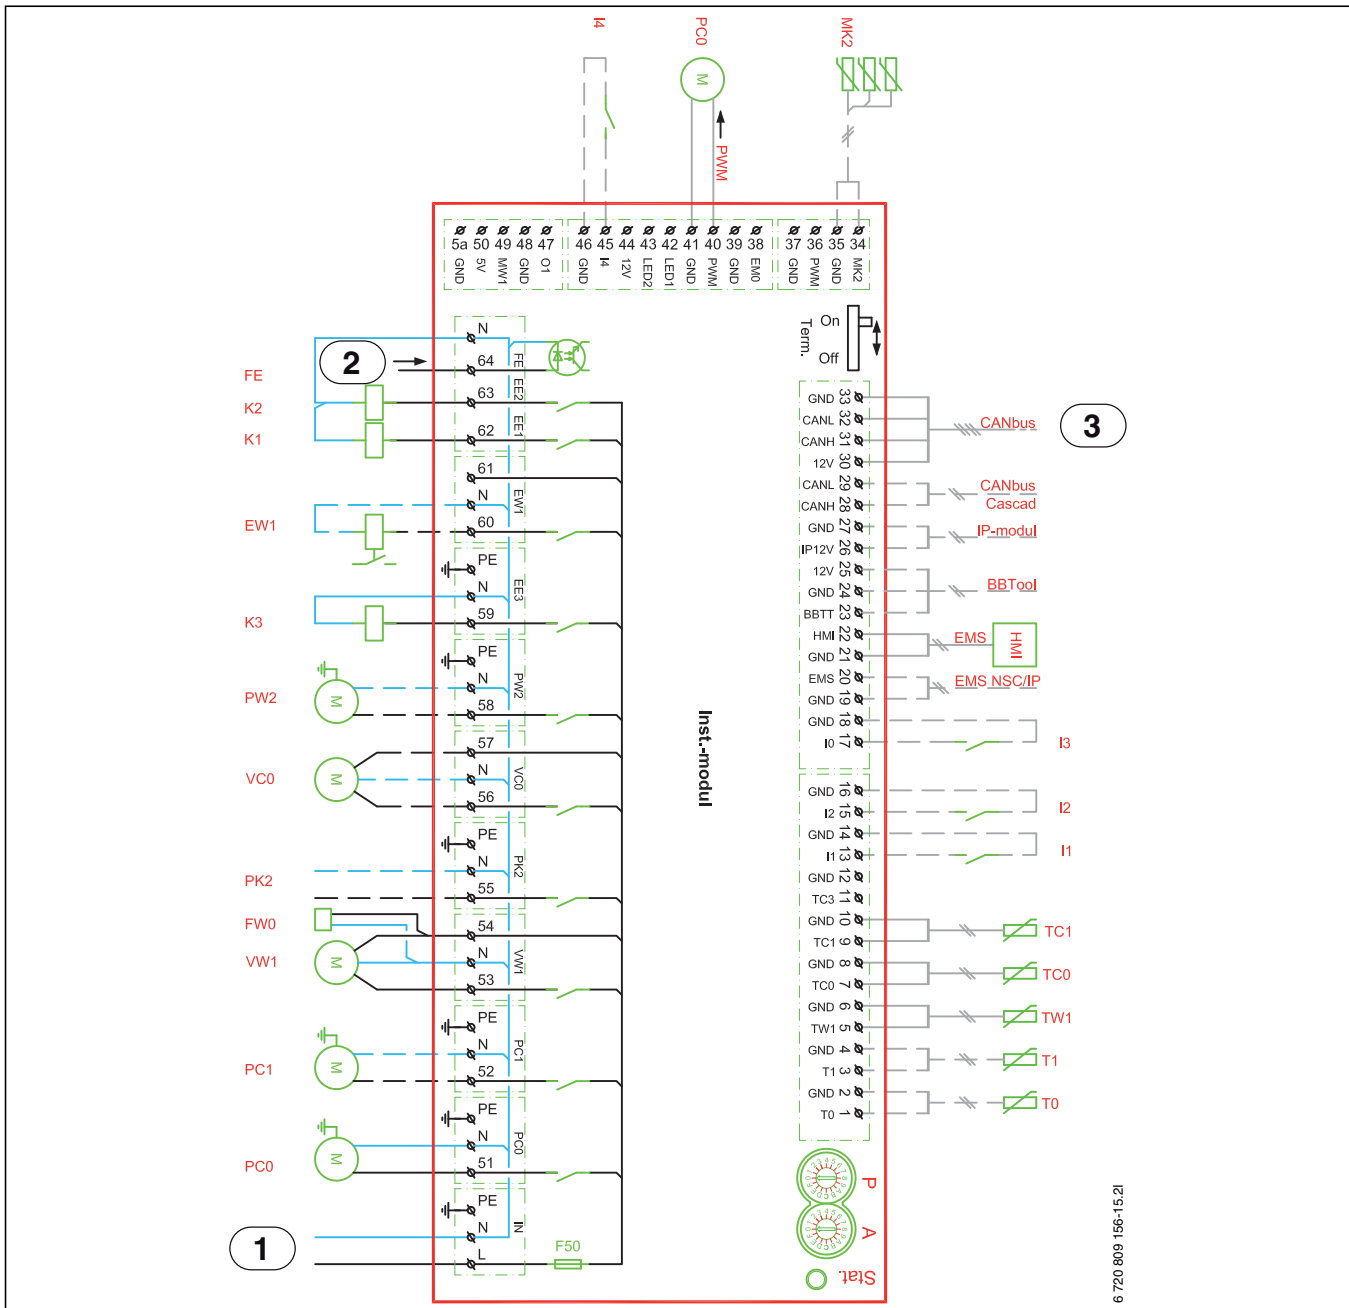 I4
PC0
MK2
M
PWM
5a 50 49 48 47 46 45 44 43 42 41 40 39 38 37 36 35 34
GND 5V MW1 GND O1 GND I4 12V LED2 LED1 GND PWM GND EM0 GND PWM GND MK2
On
Term.
Off
N
2
64
FE
FE
63
EE2
K2
62
EE1
K1
61
N
EW1
60
EW1
PE
N
EE3
59
K3
PE
N
PW2
58
PW2
M
57
N
VC0
56
VC0
M
PE
N
PK2
55
PK2
FW0
54
N
VW1
53
VW1
M
PE
N
PC1
52
PC1
M
PE
N
PC0
51
PC0
M
PE
N
IN
L
F50
1
Inst.-modul
GND 33
CANL 32
CANH 31
12V 30
CANbus
3
CANL 29
CANH 28
CANbus
Cascad
GND 27
IP12V 26
IP-modul
12V 25
GND 24
BBTT 23
BBTool
HMI 22
GND 21
EMS
HMI
EMS 20
GND 19
EMS NSC/IP
GND 18
I0 17
I3
GND 16
I2 15
I2
GND 14
I1 13
I1
GND 12
TC3 11
GND 10
TC1 9
TC1
GND 8
TC0 7
TC0
GND 6
TW1 5
TW1
GND 4
T1 3
T1
GND 2
T0 1
T0
0123456789ABCDEF
P
0123456789ABCDEF
A
Stat.
6 720 809 156-15.2I